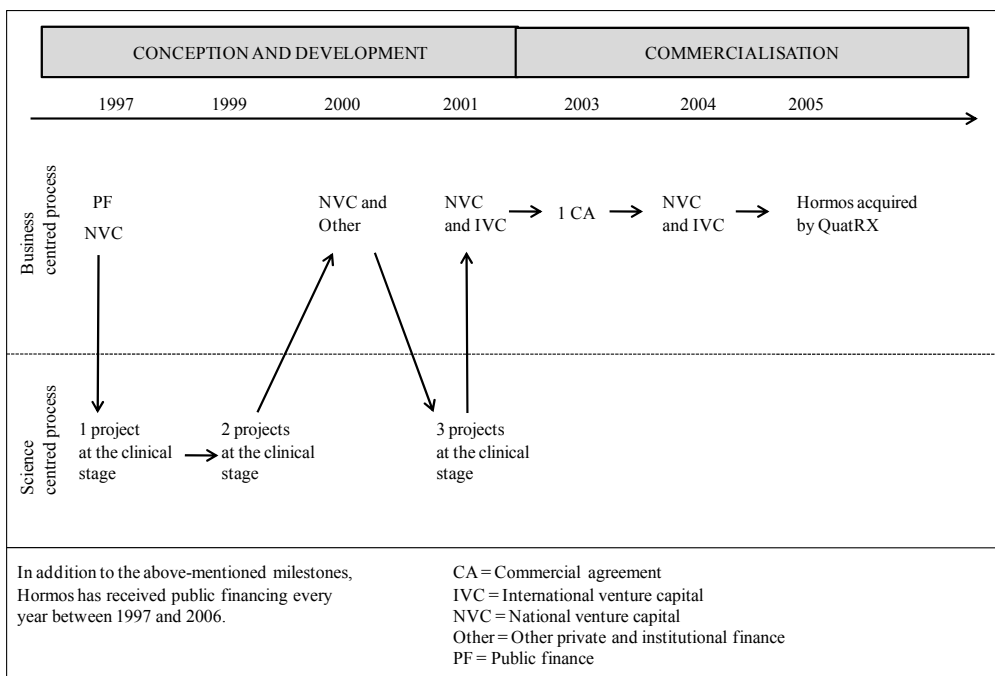 CONCEPTION AND DEVELOPMENT
COMMERCIALISATION
1997
1999
2000
2001
2003
2004
2005
Business
centred process
PF
NVC
NVC and
Other
NVC
and IVC
1 CA
NVC
and IVC
Hormos acquired
by QuatRX
Science
centred process
1 project
at the clinical
stage
2 projects
at the clinical
stage
3 projects
at the clinical
stage
In addition to the above-mentioned milestones,
Hormos has received public financing every
year between 1997 and 2006.
CA = Commercial agreement
IVC = International venture capital
NVC = National venture capital
Other = Other private and institutional finance
PF = Public finance